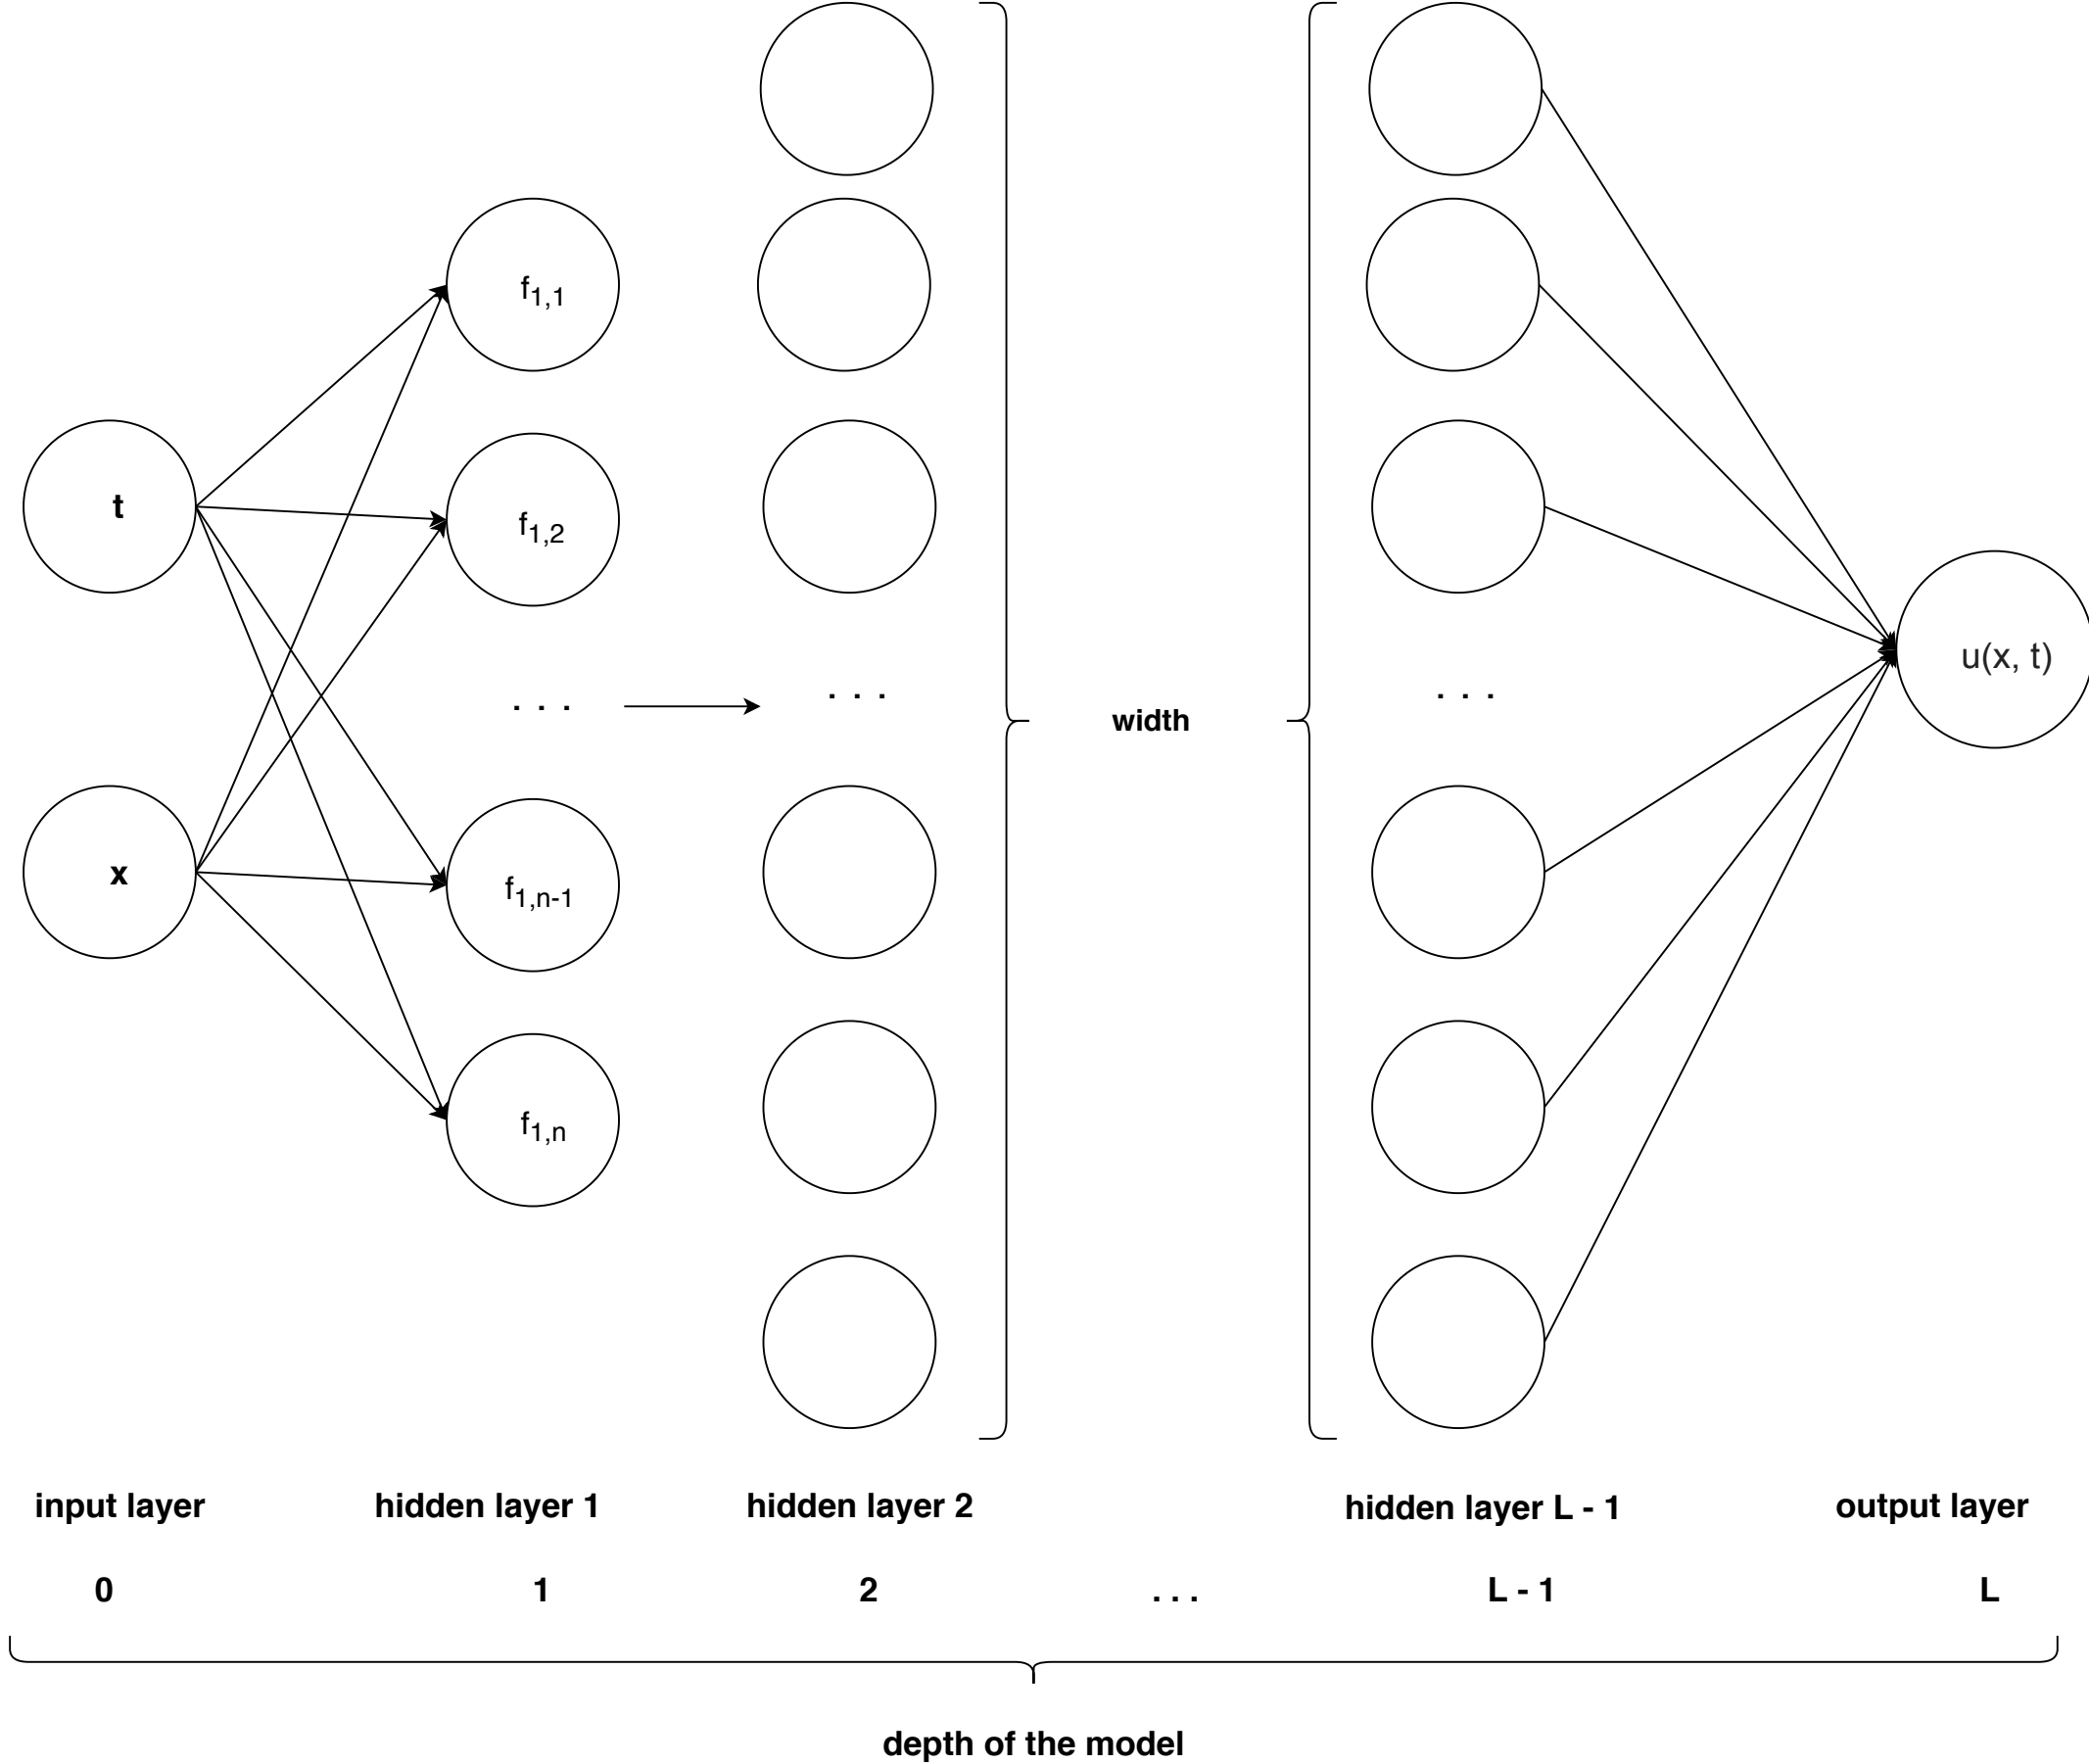 f1,1
t
f1,2
u(x, t)
. . .
. . .
. . .
width
x
f1,n-1
f1,n
input layer
hidden layer 1
hidden layer 2
hidden layer L - 1
output layer
0
1
2
. . .
L - 1
L
depth of the model